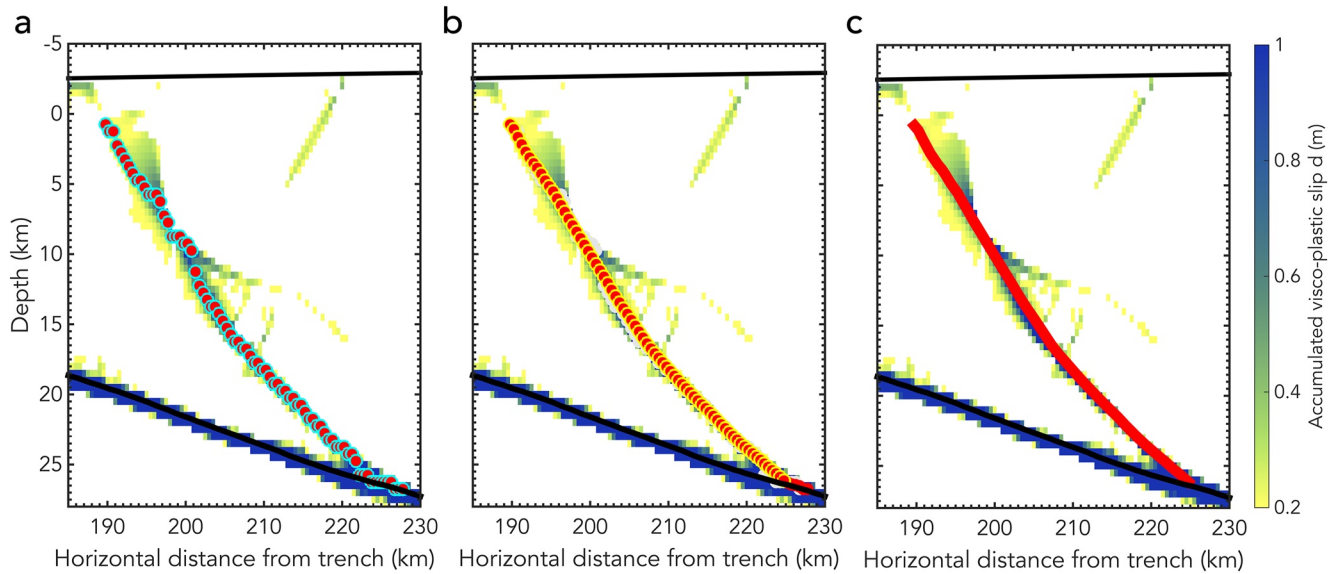 a
b
c
-5
0
5
10
15
20
25
Depth (km)
190 200 210 220 230
190 200 210 220 230
190 200 210 220 230
Horizontal distance from trench (km)
Horizontal distance from trench (km)
Horizontal distance from trench (km)
1
0.8
0.6
0.4
0.2
Accumulated visco-plastic slip d (m)